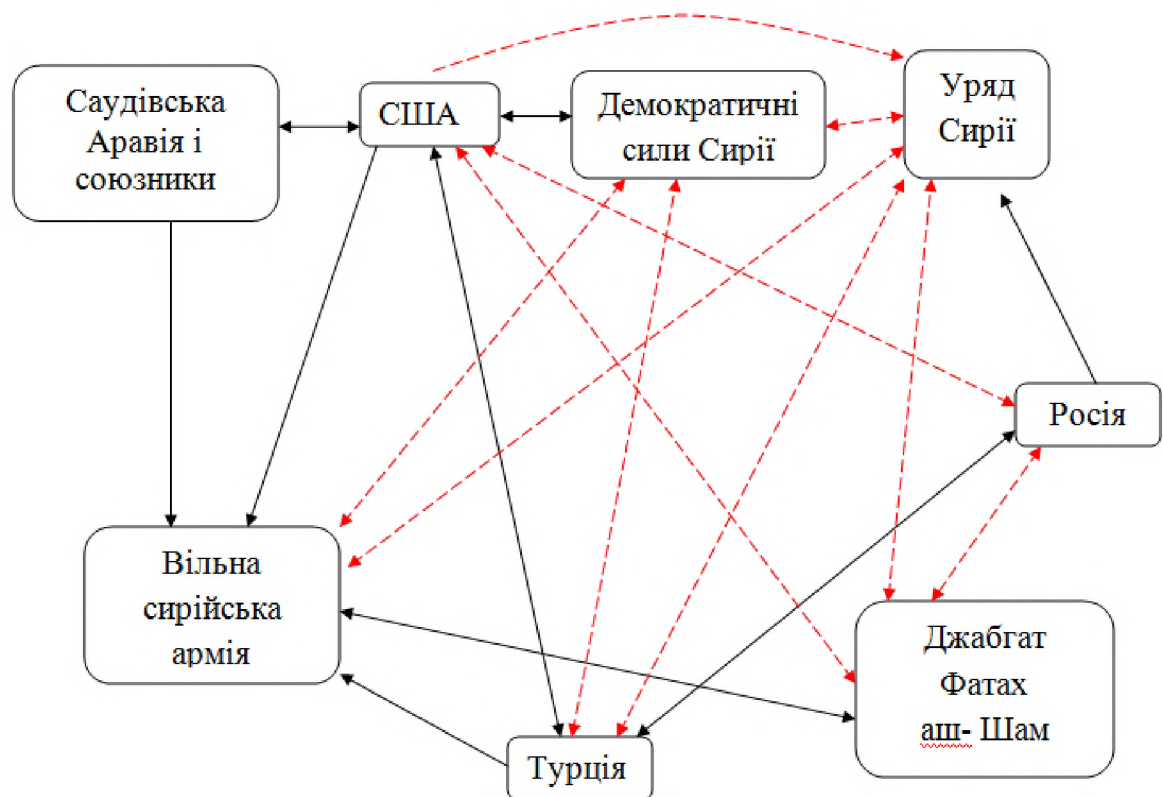 Саудівська
Аравія і
союзники
США
Демократичні
сили Сирії
Уряд
Сирії
Росія
Вільна
сирійська
армія
Джабгат
Фатах
аш- Шам
Турція